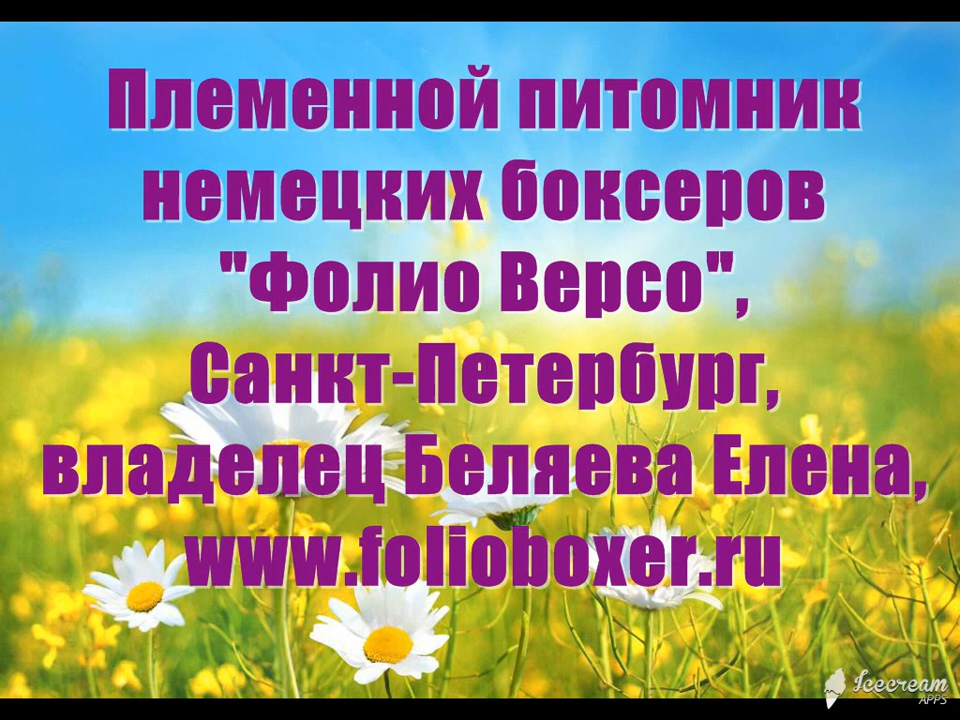 Племенной питомник
немецких боксеров
"Фолио Версо",
Санкт-Петербург,
владелец Беляева Елена,
www.folioboxer.ru
Icecream
APPS